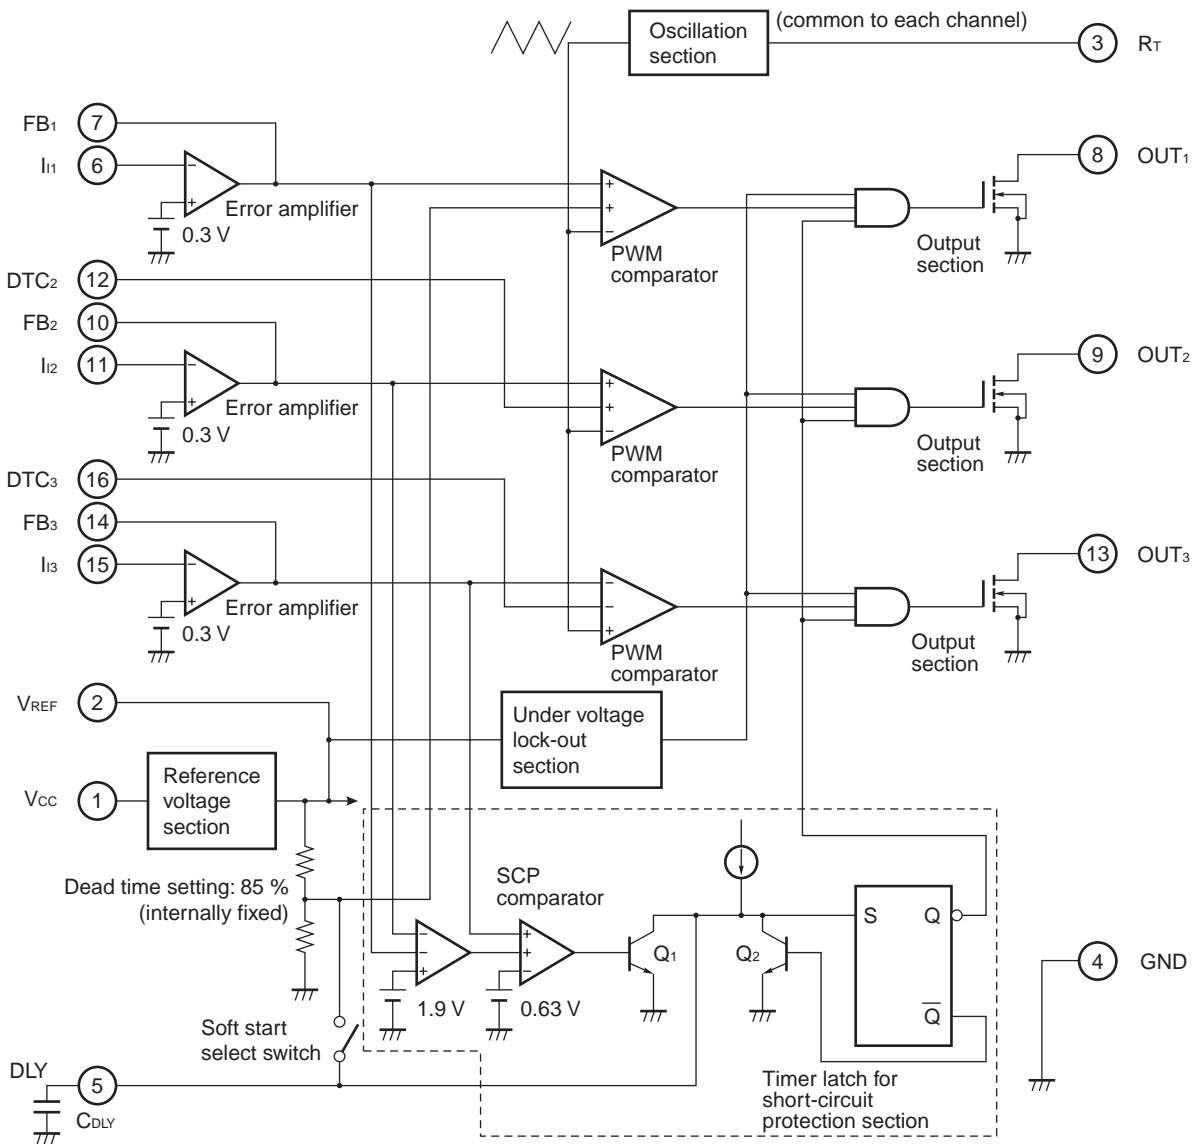 Oscillation
section
(common to each channel)
3 RT
FB1 7
II1 6
−
+
Error amplifier
0.3 V
+
+
−
PWM
comparator
Output
section
8 OUT1
DTC2 12
FB2 10
II2 11
−
+
Error amplifier
0.3 V
+
+
−
PWM
comparator
Output
section
9 OUT2
DTC3 16
FB3 14
II3 15
−
+
Error amplifier
0.3 V
−
−
+
PWM
comparator
Output
section
13 OUT3
VREF 2
Under voltage
lock-out
section
VCC 1
Reference
voltage
section
Dead time setting: 85 %
(internally fixed)
SCP
comparator
−
−
+
1.9 V
+
+
−
0.63 V
Q1
Q2
S Q
Q̅
4 GND
Soft start
select switch
DLY 5
CDLY
Timer latch for
short-circuit
protection section